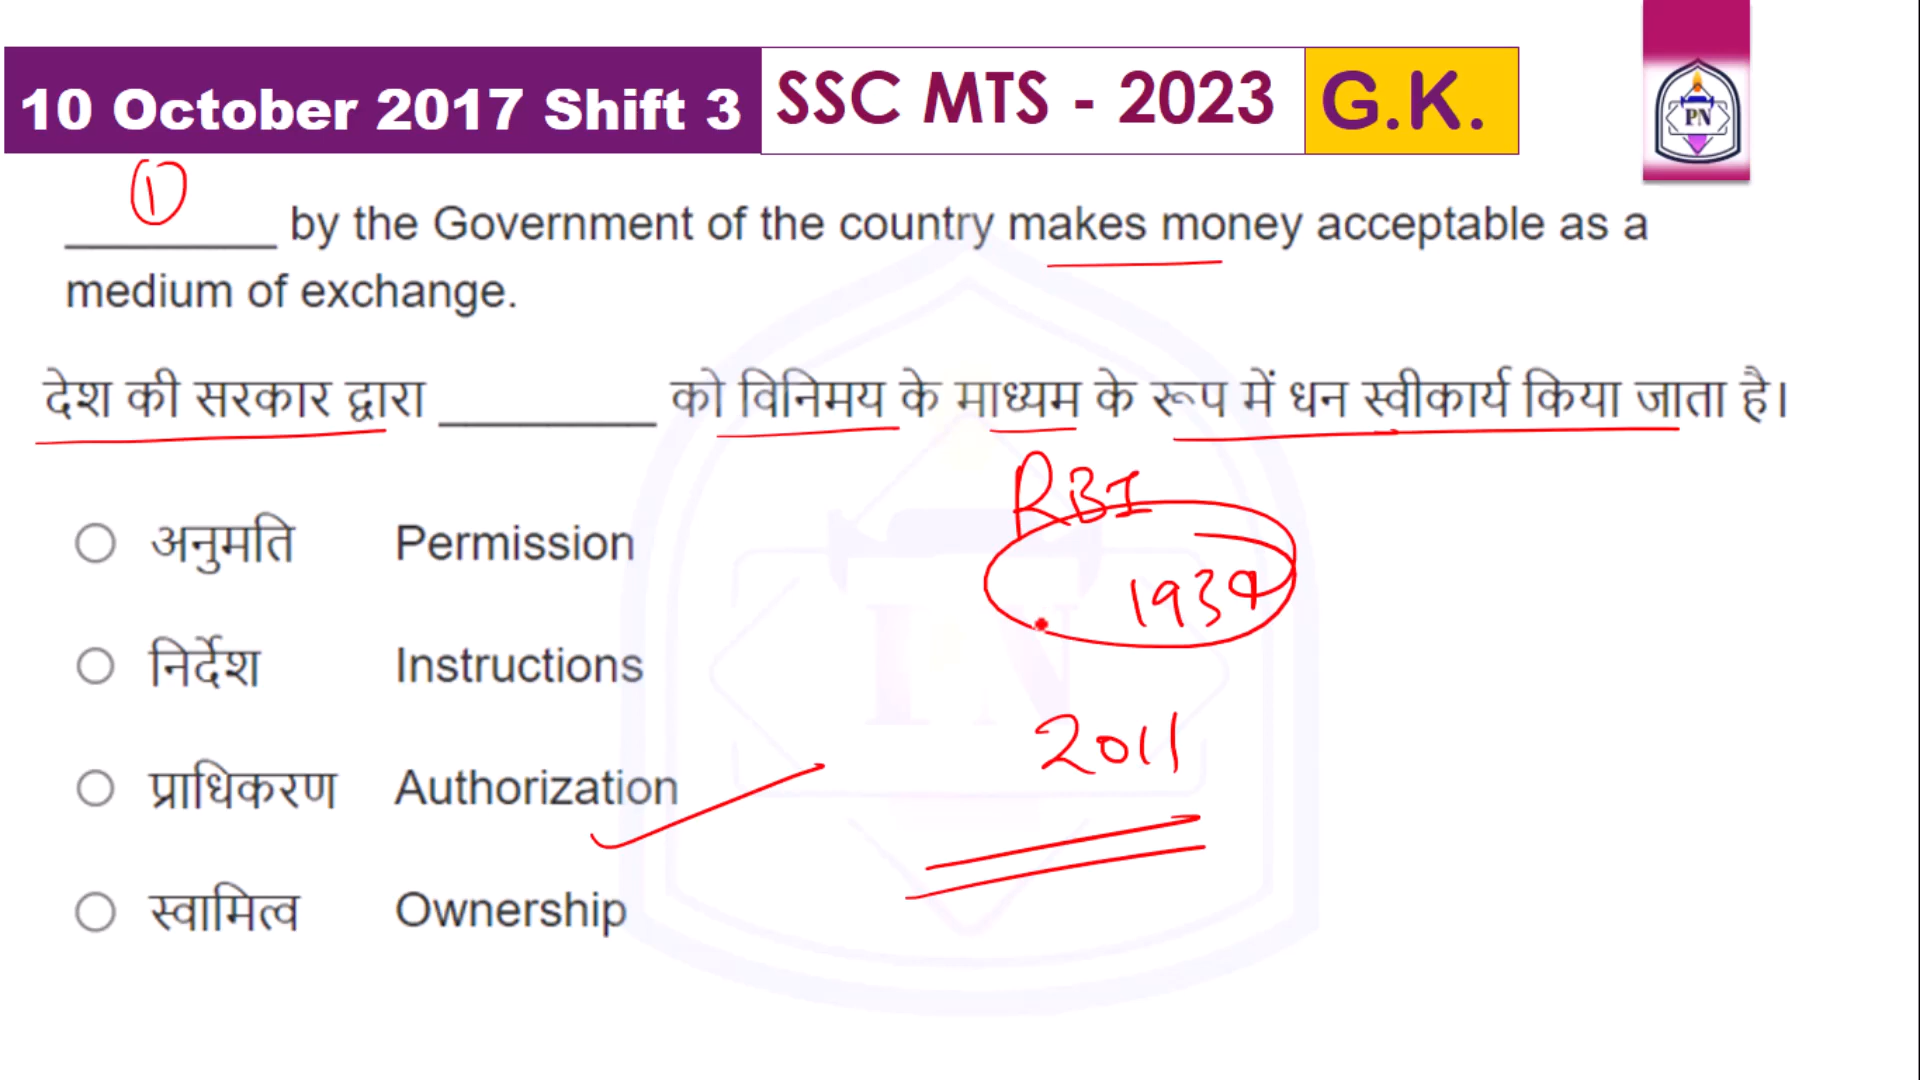 10 October 2017 Shift 3 SSC MTS - 2023 G.K.
PN
1
________ by the Government of the country makes money acceptable as a
medium of exchange.
देश की सरकार द्वारा ________ को विनिमय के माध्यम के रूप में धन स्वीकार्य किया जाता है।
RBI
अनुमति Permission
1934
निर्देश Instructions
2011
प्राधिकरण Authorization
स्वामित्व Ownership